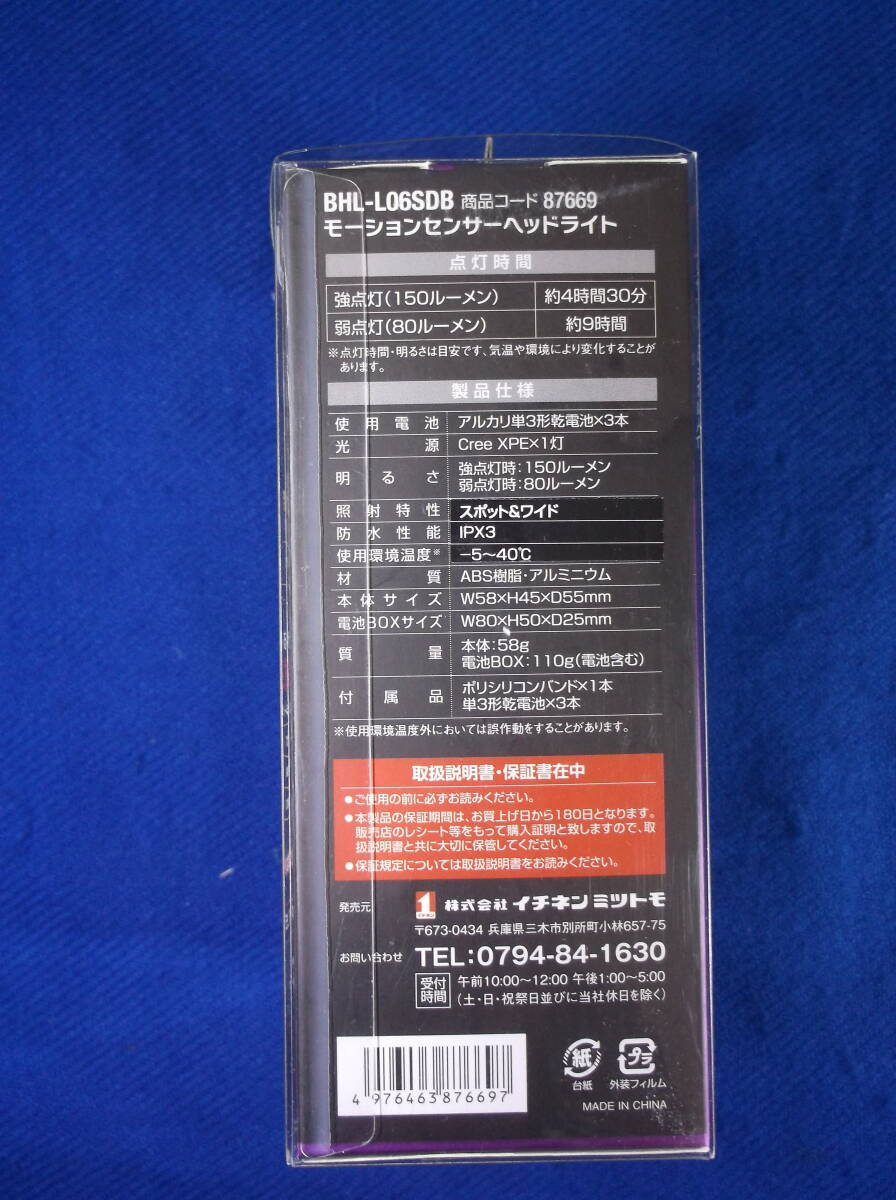 BHL-L06SDB 商品コード 87669
モーションセンサーヘッドライト
点灯時間
強点灯(150ルーメン) 約4時間30分
弱点灯(80ルーメン) 約9時間
※点灯時間・明るさは目安です、気温や環境により変化することが
あります。
製品仕様
使用電池 アルカリ単3形乾電池×3本
光源 Cree XPE×1灯
明るさ 強点灯時:150ルーメン
弱点灯時:80ルーメン
照射特性 スポット&ワイド
防水性能 IPX3
使用環境温度※ −5〜40℃
材質 ABS樹脂・アルミニウム
本体サイズ W58×H45×D55mm
電池BOXサイズ W80×H50×D25mm
質量 本体:58g
電池BOX:110g(電池含む)
付属品 ポリシリコンバンド×1本
単3形乾電池×3本
※使用環境温度外においては誤作動をすることがあります。
取扱説明書・保証書在中
●ご使用の前に必ずお読みください。
●本製品の保証期間は、お買上げ日から180日となります。
販売店のレシート等をもって購入証明と致しますので、取
扱説明書と共に大切に保管してください。
●保証規定については取扱説明書をお読みください。
発売元 1 イチネン 株式会社 イチネン ミツトモ
〒673-0434 兵庫県三木市別所町小林657-75
お問い合わせ TEL:0794-84-1630
受付時間 午前10:00〜12:00 午後1:00〜5:00
(土・日・祝祭日並びに当社休日を除く)
4 976463 876697
紙 プラ
台紙 外装フィルム
MADE IN CHINA